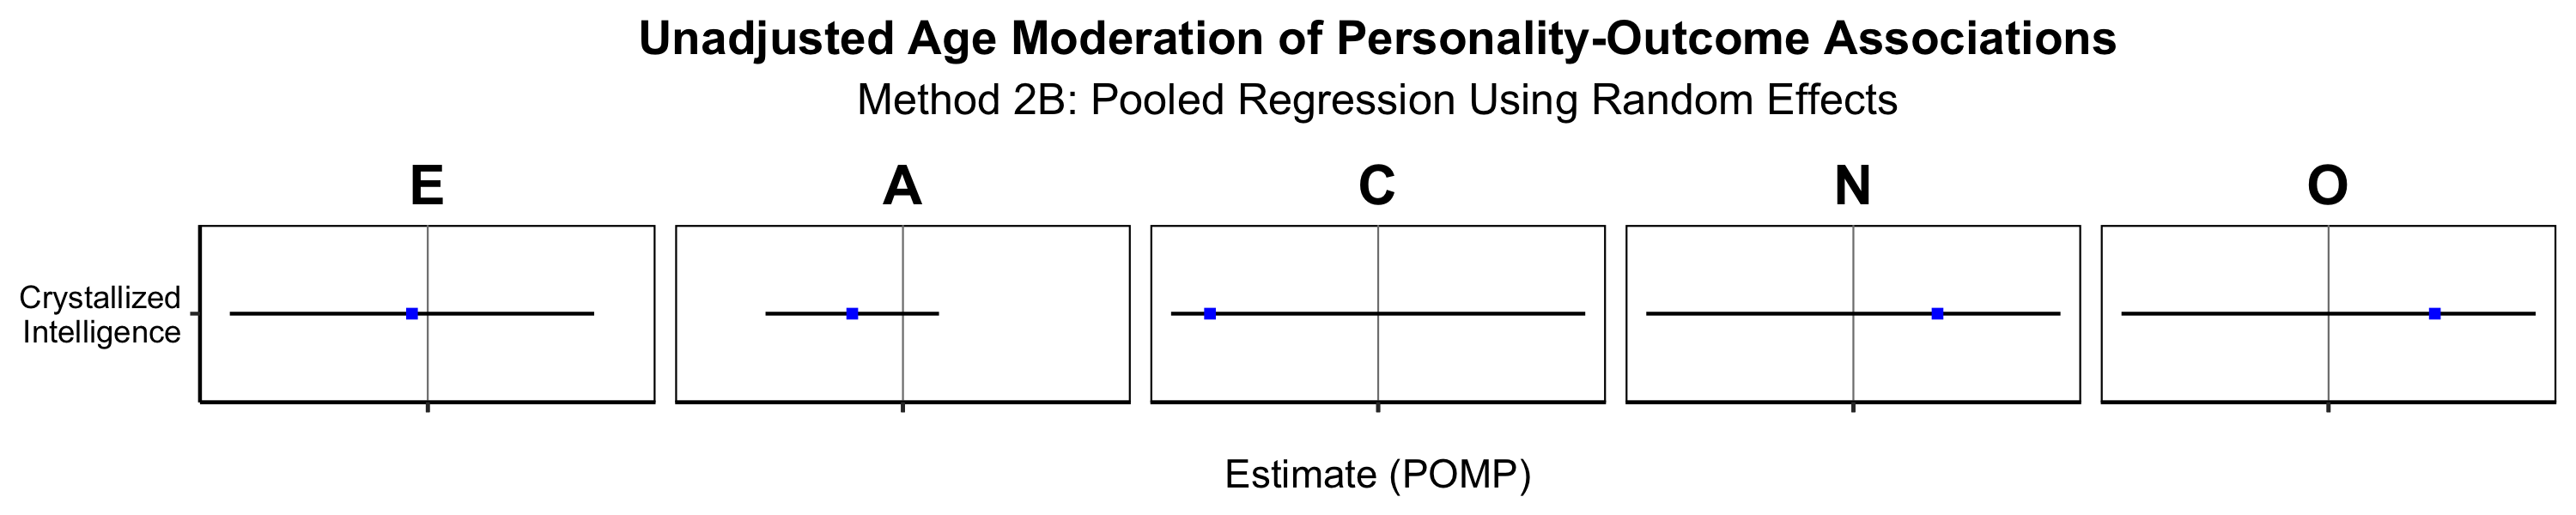 Unadjusted Age Moderation of Personality-Outcome Associations
Method 2B: Pooled Regression Using Random Effects
E A C N O
Crystallized
Intelligence
Estimate (POMP)